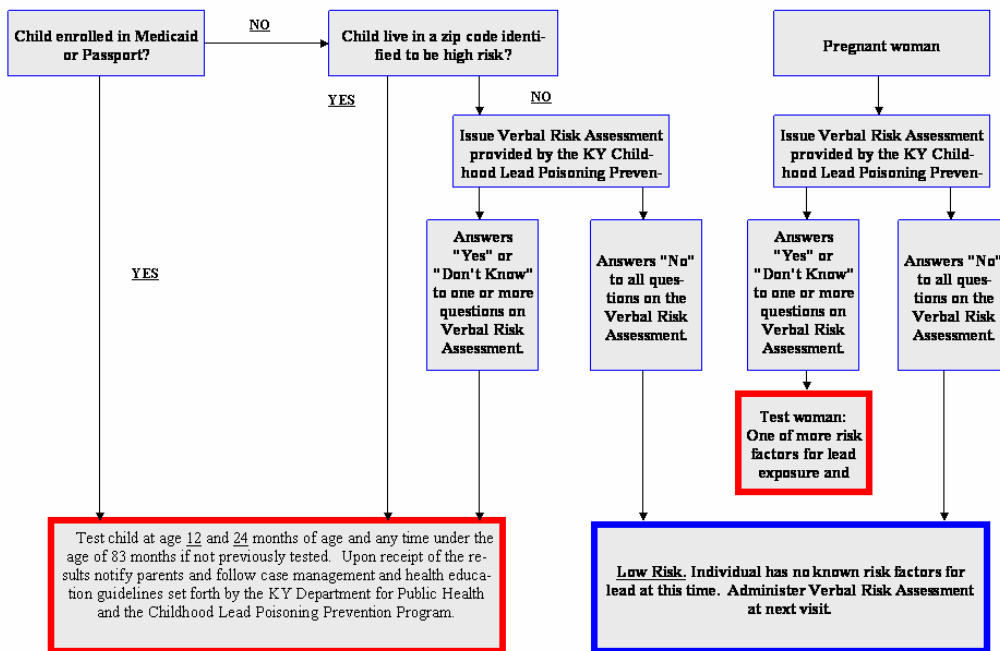 Child enrolled in Medicaid
or Passport?
NO
Child live in a zip code identi-
fied to be high risk?
Pregnant woman
YES
NO
Issue Verbal Risk Assessment
provided by the KY Child-
hood Lead Poisoning Preven-
Issue Verbal Risk Assessment
provided by the KY Child-
hood Lead Poisoning Preven-
YES
Answers
"Yes" or
"Don't Know"
to one or more
questions on
Verbal Risk
Assessment.
Answers "No"
to all ques-
tions on the
Verbal Risk
Assessment.
Answers
"Yes" or
"Don't Know"
to one or more
questions on
Verbal Risk
Assessment.
Answers "No"
to all ques-
tions on the
Verbal Risk
Assessment.
Test woman:
One of more risk
factors for lead
exposure and
Test child at age 12 and 24 months of age and any time under the
age of 83 months if not previously tested. Upon receipt of the re-
sults notify parents and follow case management and health educa-
tion guidelines set forth by the KY Department for Public Health
and the Childhood Lead Poisoning Prevention Program.
Low Risk. Individual has no known risk factors for
lead at this time. Administer Verbal Risk Assessment
at next visit.